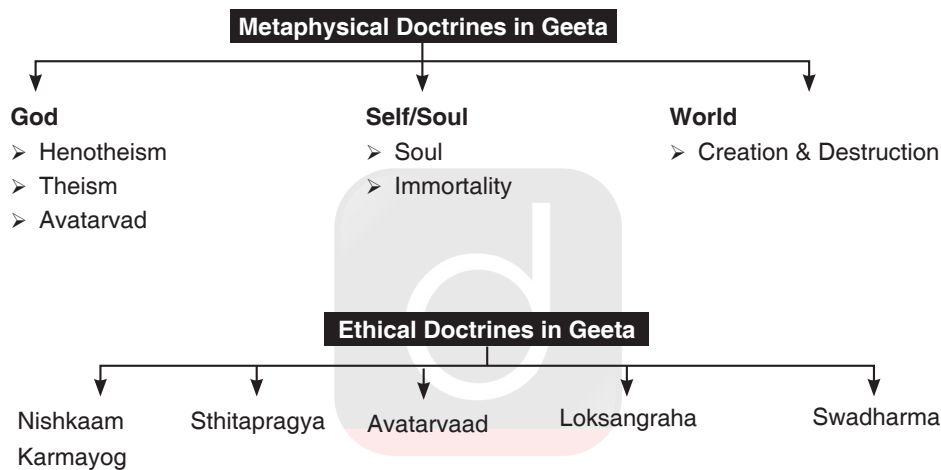 Metaphysical Doctrines in Geeta
God
➢ Henotheism
➢ Theism
➢ Avatarvad
Self/Soul
➢ Soul
➢ Immortality
World
➢ Creation & Destruction
Ethical Doctrines in Geeta
Nishkaam
Karmayog
Sthitapragya
Avatarvaad
Loksangraha
Swadharma